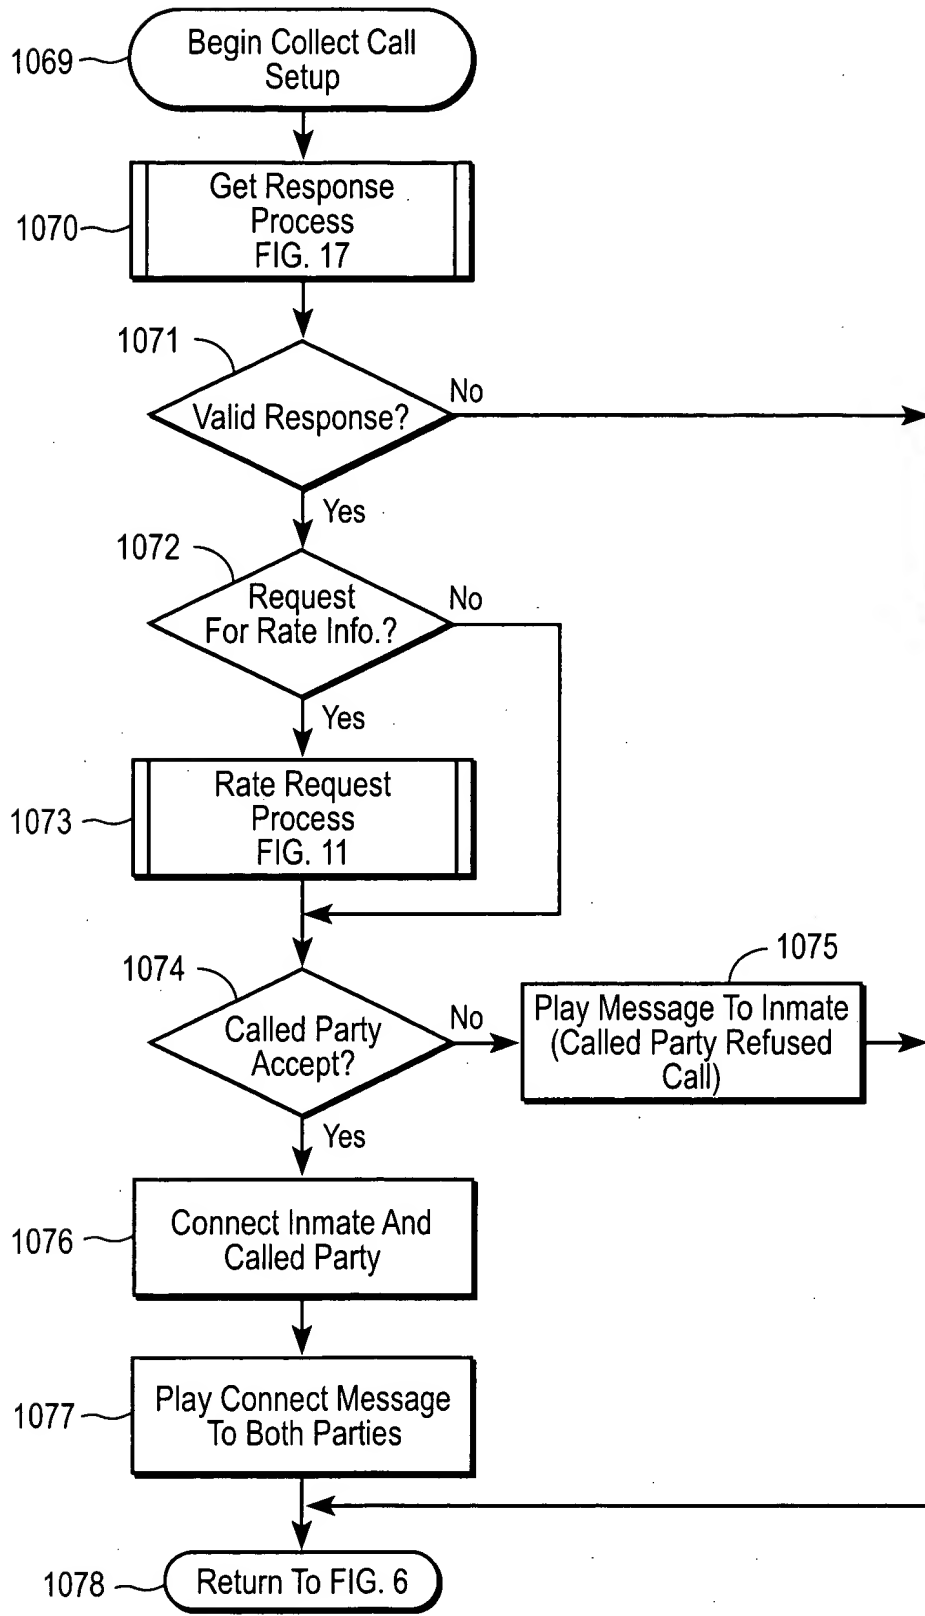 1069
Begin Collect Call
Setup
1070
Get Response
Process
FIG. 17
1071
Valid Response?
No
Yes
1072
Request
For Rate Info.?
No
Yes
1073
Rate Request
Process
FIG. 11
1074
Called Party
Accept?
No
1075
Play Message To Inmate
(Called Party Refused
Call)
Yes
1076
Connect Inmate And
Called Party
1077
Play Connect Message
To Both Parties
1078
Return To FIG. 6